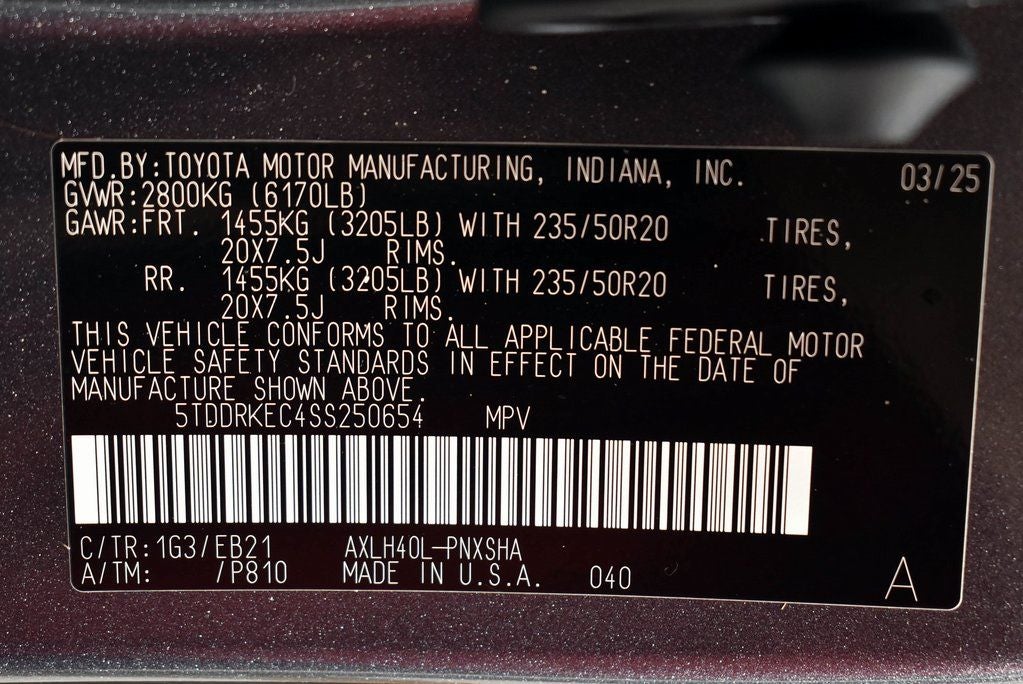 MFD.BY:TOYOTA MOTOR MANUFACTURING, INDIANA, INC. 03/25
GVWR:2800KG (6170LB)
GAWR:FRT. 1455KG (3205LB) WITH 235/50R20 TIRES,
20X7.5J RIMS.
RR. 1455KG (3205LB) WITH 235/50R20 TIRES,
20X7.5J RIMS.
THIS VEHICLE CONFORMS TO ALL APPLICABLE FEDERAL MOTOR
VEHICLE SAFETY STANDARDS IN EFFECT ON THE DATE OF
MANUFACTURE SHOWN ABOVE.
5TDDRKEC4SS250654 MPV
C/TR:1G3/EB21 AXLH40L-PNXSHA
A/TM: /P810 MADE IN U.S.A. 040 A